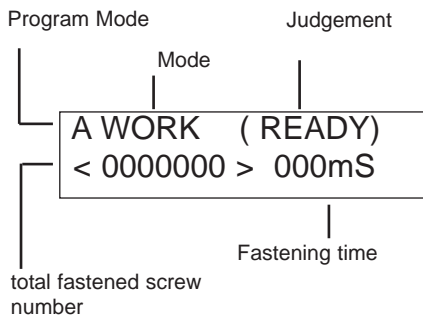 Program Mode
Judgement
Mode
A WORK ( READY)
< 0000000 > 000mS
Fastening time
total fastened screw
number